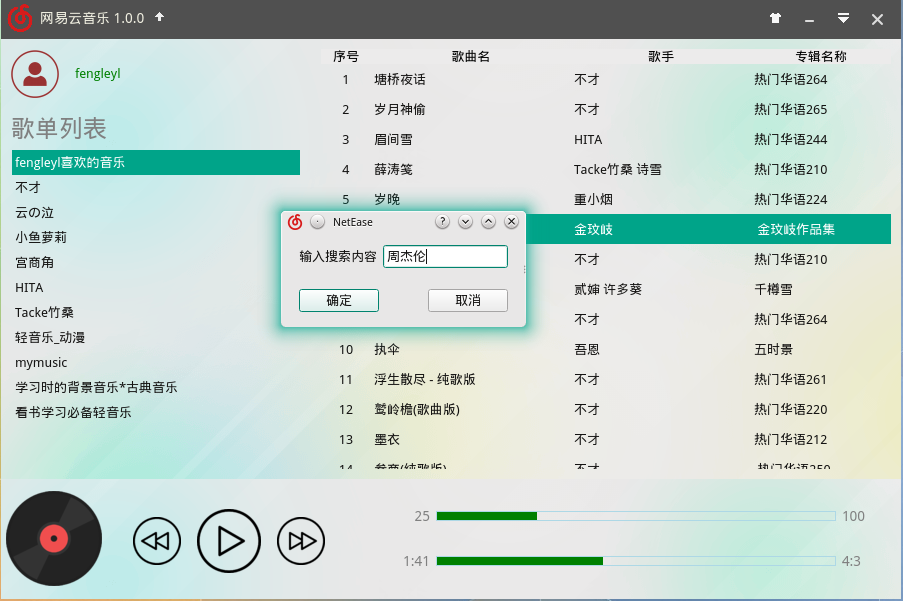 网易云音乐 1.0.0
fengleyl
歌单列表
fengleyl喜欢的音乐
不才
云の泣
小鱼萝莉
宫商角
HITA
Tacke竹桑
轻音乐_动漫
mymusic
学习时的背景音乐*古典音乐
看书学习必备轻音乐
序号 歌曲名 歌手 专辑名称
1 塘桥夜话 不才 热门华语264
2 岁月神偷 不才 热门华语265
3 眉间雪 HITA 热门华语244
4 薛涛笺 Tacke竹桑 诗雪 热门华语210
5 岁晚 重小烟 热门华语224
金玟岐 金玟岐作品集
不才 热门华语210
贰婶 许多葵 千樽雪
不才 热门华语264
10 执伞 吾恩 五时景
11 浮生散尽 - 纯歌版 不才 热门华语261
12 鹫岭檐(歌曲版) 不才 热门华语220
13 墨衣 不才 热门华语212
NetEase
输入搜索内容 周杰伦
确定 取消
25 100
1:41 4:3